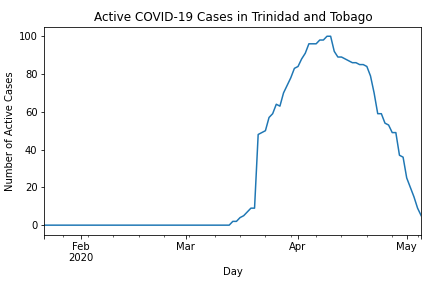 Active COVID-19 Cases in Trinidad and Tobago
100
80
60
40
20
0
Number of Active Cases
Feb
2020
Mar
Apr
May
Day